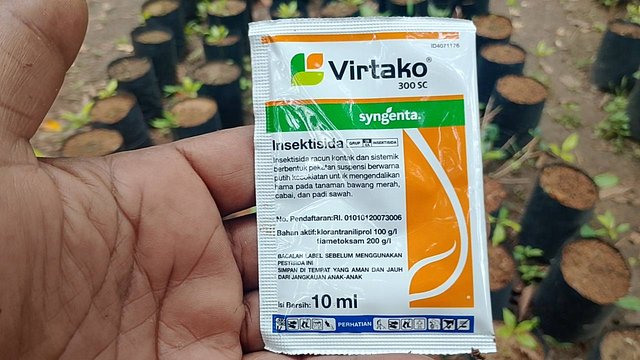 ID4071126
Virtako®
300 SC
syngenta.
Insektisida GRUP INSEKTISIDA
Insektisida racun kontak dan sistemik
berbentuk pekatan suspensi berwarna
putih kecoklatan untuk mengendalikan
hama pada tanaman bawang merah,
cabai, dan padi sawah.
No. Pendaftaran:RI. 01010120073006
Bahan aktif:klorantraniliprol 100 g/l
tiametoksam 200 g/l
BACALAH LABEL SEBELUM MENGGUNAKAN
PESTISIDA INI
SIMPAN DI TEMPAT YANG AMAN DAN JAUH
DARI JANGKAUAN ANAK-ANAK
Isi Bersih: 10 ml
PERHATIAN